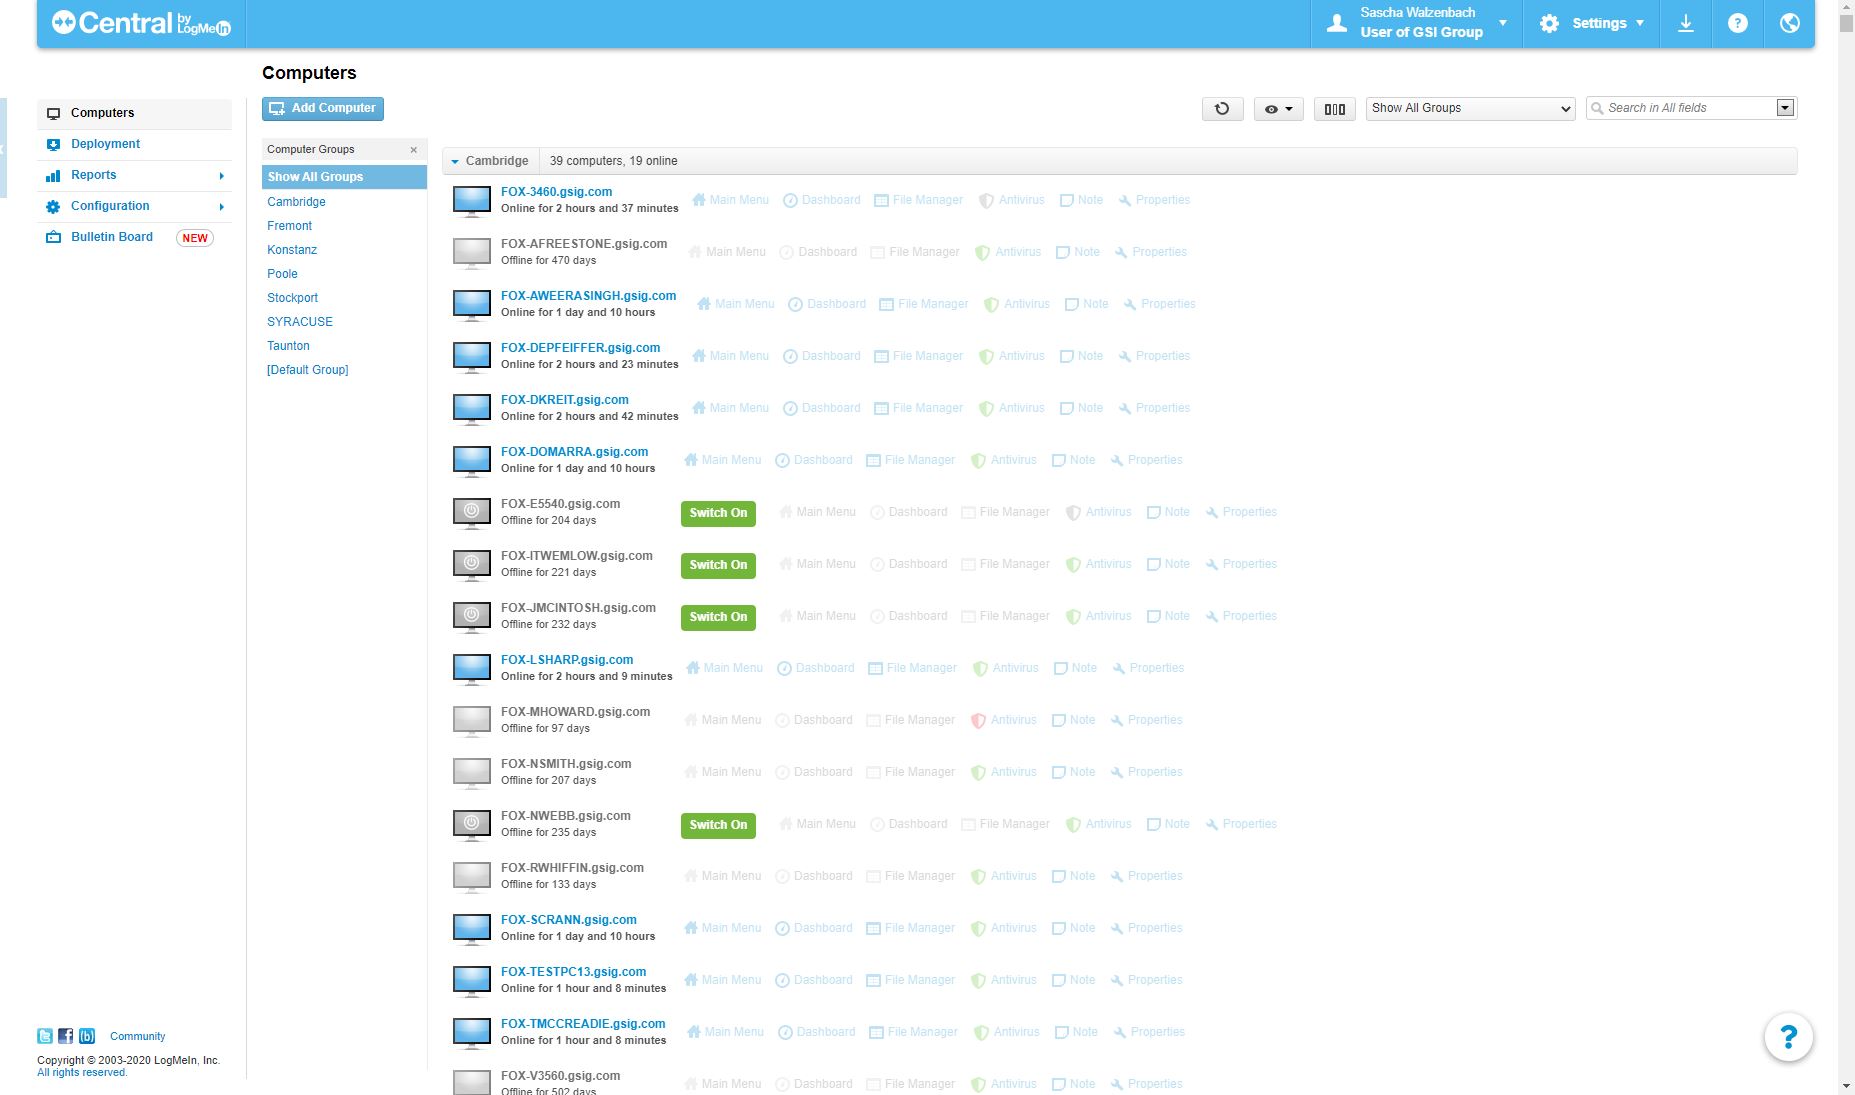 Central by LogMeIn
Sascha Walzenbach
User of GSI Group
Settings
?
Computers
Computers
Deployment
Reports
Configuration
Bulletin Board NEW
Add Computer
Show All Groups
Search in All fields
Computer Groups ×
Show All Groups
Cambridge
Fremont
Konstanz
Poole
Stockport
SYRACUSE
Taunton
[Default Group]
Cambridge 39 computers, 19 online
FOX-3460.gsig.com
Online for 2 hours and 37 minutes
Main Menu Dashboard File Manager Antivirus Note Properties
FOX-AFREESTONE.gsig.com
Offline for 470 days
Main Menu Dashboard File Manager Antivirus Note Properties
FOX-AWEERASINGH.gsig.com
Online for 1 day and 10 hours
Main Menu Dashboard File Manager Antivirus Note Properties
FOX-DEPFEIFFER.gsig.com
Online for 2 hours and 23 minutes
Main Menu Dashboard File Manager Antivirus Note Properties
FOX-DKREIT.gsig.com
Online for 2 hours and 42 minutes
Main Menu Dashboard File Manager Antivirus Note Properties
FOX-DOMARRA.gsig.com
Online for 1 day and 10 hours
Main Menu Dashboard File Manager Antivirus Note Properties
FOX-E5540.gsig.com
Offline for 204 days
Switch On Main Menu Dashboard File Manager Antivirus Note Properties
FOX-ITWEMLOW.gsig.com
Offline for 221 days
Switch On Main Menu Dashboard File Manager Antivirus Note Properties
FOX-JMCINTOSH.gsig.com
Offline for 232 days
Switch On Main Menu Dashboard File Manager Antivirus Note Properties
FOX-LSHARP.gsig.com
Online for 2 hours and 9 minutes
Main Menu Dashboard File Manager Antivirus Note Properties
FOX-MHOWARD.gsig.com
Offline for 97 days
Main Menu Dashboard File Manager Antivirus Note Properties
FOX-NSMITH.gsig.com
Offline for 207 days
Main Menu Dashboard File Manager Antivirus Note Properties
FOX-NWEBB.gsig.com
Offline for 235 days
Switch On Main Menu Dashboard File Manager Antivirus Note Properties
FOX-RWHIFFIN.gsig.com
Offline for 133 days
Main Menu Dashboard File Manager Antivirus Note Properties
FOX-SCRANN.gsig.com
Online for 1 day and 10 hours
Main Menu Dashboard File Manager Antivirus Note Properties
FOX-TESTPC13.gsig.com
Online for 1 hour and 8 minutes
Main Menu Dashboard File Manager Antivirus Note Properties
FOX-TMCCREADIE.gsig.com
Online for 1 hour and 8 minutes
Main Menu Dashboard File Manager Antivirus Note Properties
FOX-V3560.gsig.com
Offline for 502 days
Main Menu Dashboard File Manager Antivirus Note Properties
Community
Copyright © 2003-2020 LogMeIn, Inc.
All rights reserved.
?